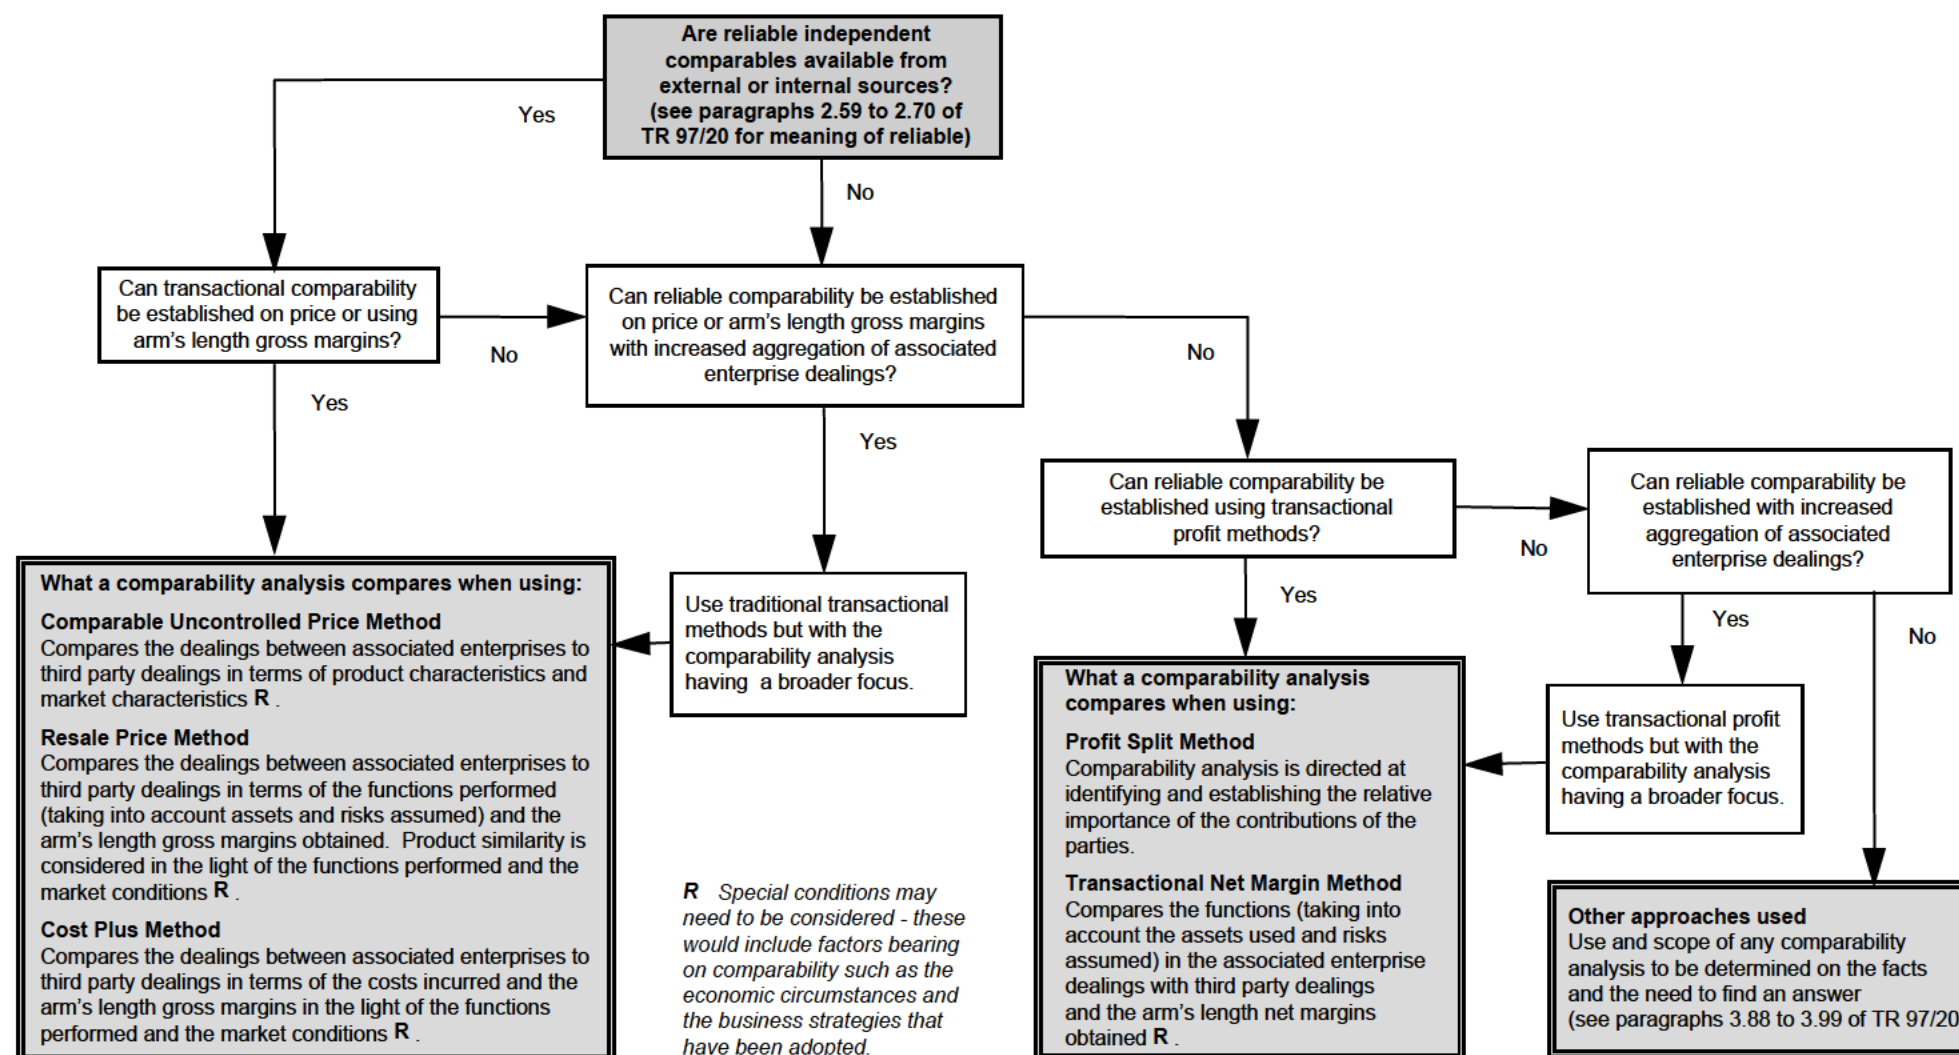 Are reliable independent
comparables available from
external or internal sources?
(see paragraphs 2.59 to 2.70 of
TR 97/20 for meaning of reliable)
Yes
No
Can transactional comparability
be established on price or using
arm's length gross margins?
No
Yes
Can reliable comparability be established
on price or arm's length gross margins
with increased aggregation of associated
enterprise dealings?
No
Yes
Can reliable comparability be
established using transactional
profit methods?
No
Yes
Can reliable comparability be
established with increased
aggregation of associated
enterprise dealings?
Yes
No
What a comparability analysis compares when using:
Comparable Uncontrolled Price Method
Compares the dealings between associated enterprises to
third party dealings in terms of product characteristics and
market characteristics R .
Resale Price Method
Compares the dealings between associated enterprises to
third party dealings in terms of the functions performed
(taking into account assets and risks assumed) and the
arm's length gross margins obtained. Product similarity is
considered in the light of the functions performed and the
market conditions R .
Cost Plus Method
Compares the dealings between associated enterprises to
third party dealings in terms of the costs incurred and the
arm's length gross margins in the light of the functions
performed and the market conditions R .
Use traditional transactional
methods but with the
comparability analysis
having a broader focus.
R Special conditions may
need to be considered - these
would include factors bearing
on comparability such as the
economic circumstances and
the business strategies that
have been adopted.
What a comparability analysis
compares when using:
Profit Split Method
Comparability analysis is directed at
identifying and establishing the relative
importance of the contributions of the
parties.
Transactional Net Margin Method
Compares the functions (taking into
account the assets used and risks
assumed) in the associated enterprise
dealings with third party dealings
and the arm's length net margins
obtained R .
Use transactional profit
methods but with the
comparability analysis
having a broader focus.
Other approaches used
Use and scope of any comparability
analysis to be determined on the facts
and the need to find an answer
(see paragraphs 3.88 to 3.99 of TR 97/20